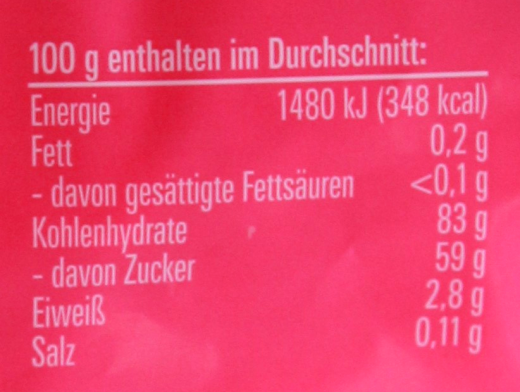 100 g enthalten im Durchschnitt:
Energie 1480 kJ (348 kcal)
Fett 0,2 g
- davon gesättigte Fettsäuren <0,1 g
Kohlenhydrate 83 g
- davon Zucker 59 g
Eiweiß 2,8 g
Salz 0,11 g